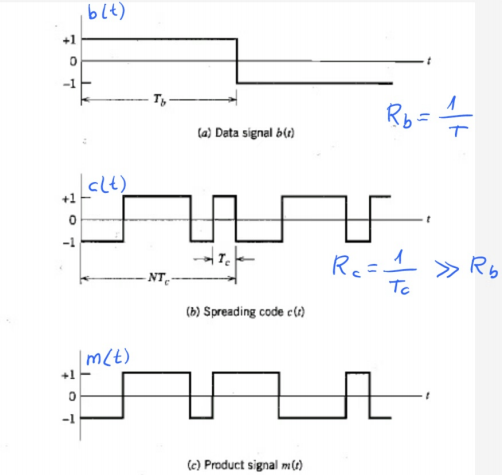 b(t)
+1
0
-1
t
T_b
R_b = 1/T
(a) Data signal b(t)
c(t)
+1
0
-1
t
T_c
NT_c
R_c = 1/T_c ≫ R_b
(b) Spreading code c(t)
m(t)
+1
0
-1
t
(c) Product signal m(t)